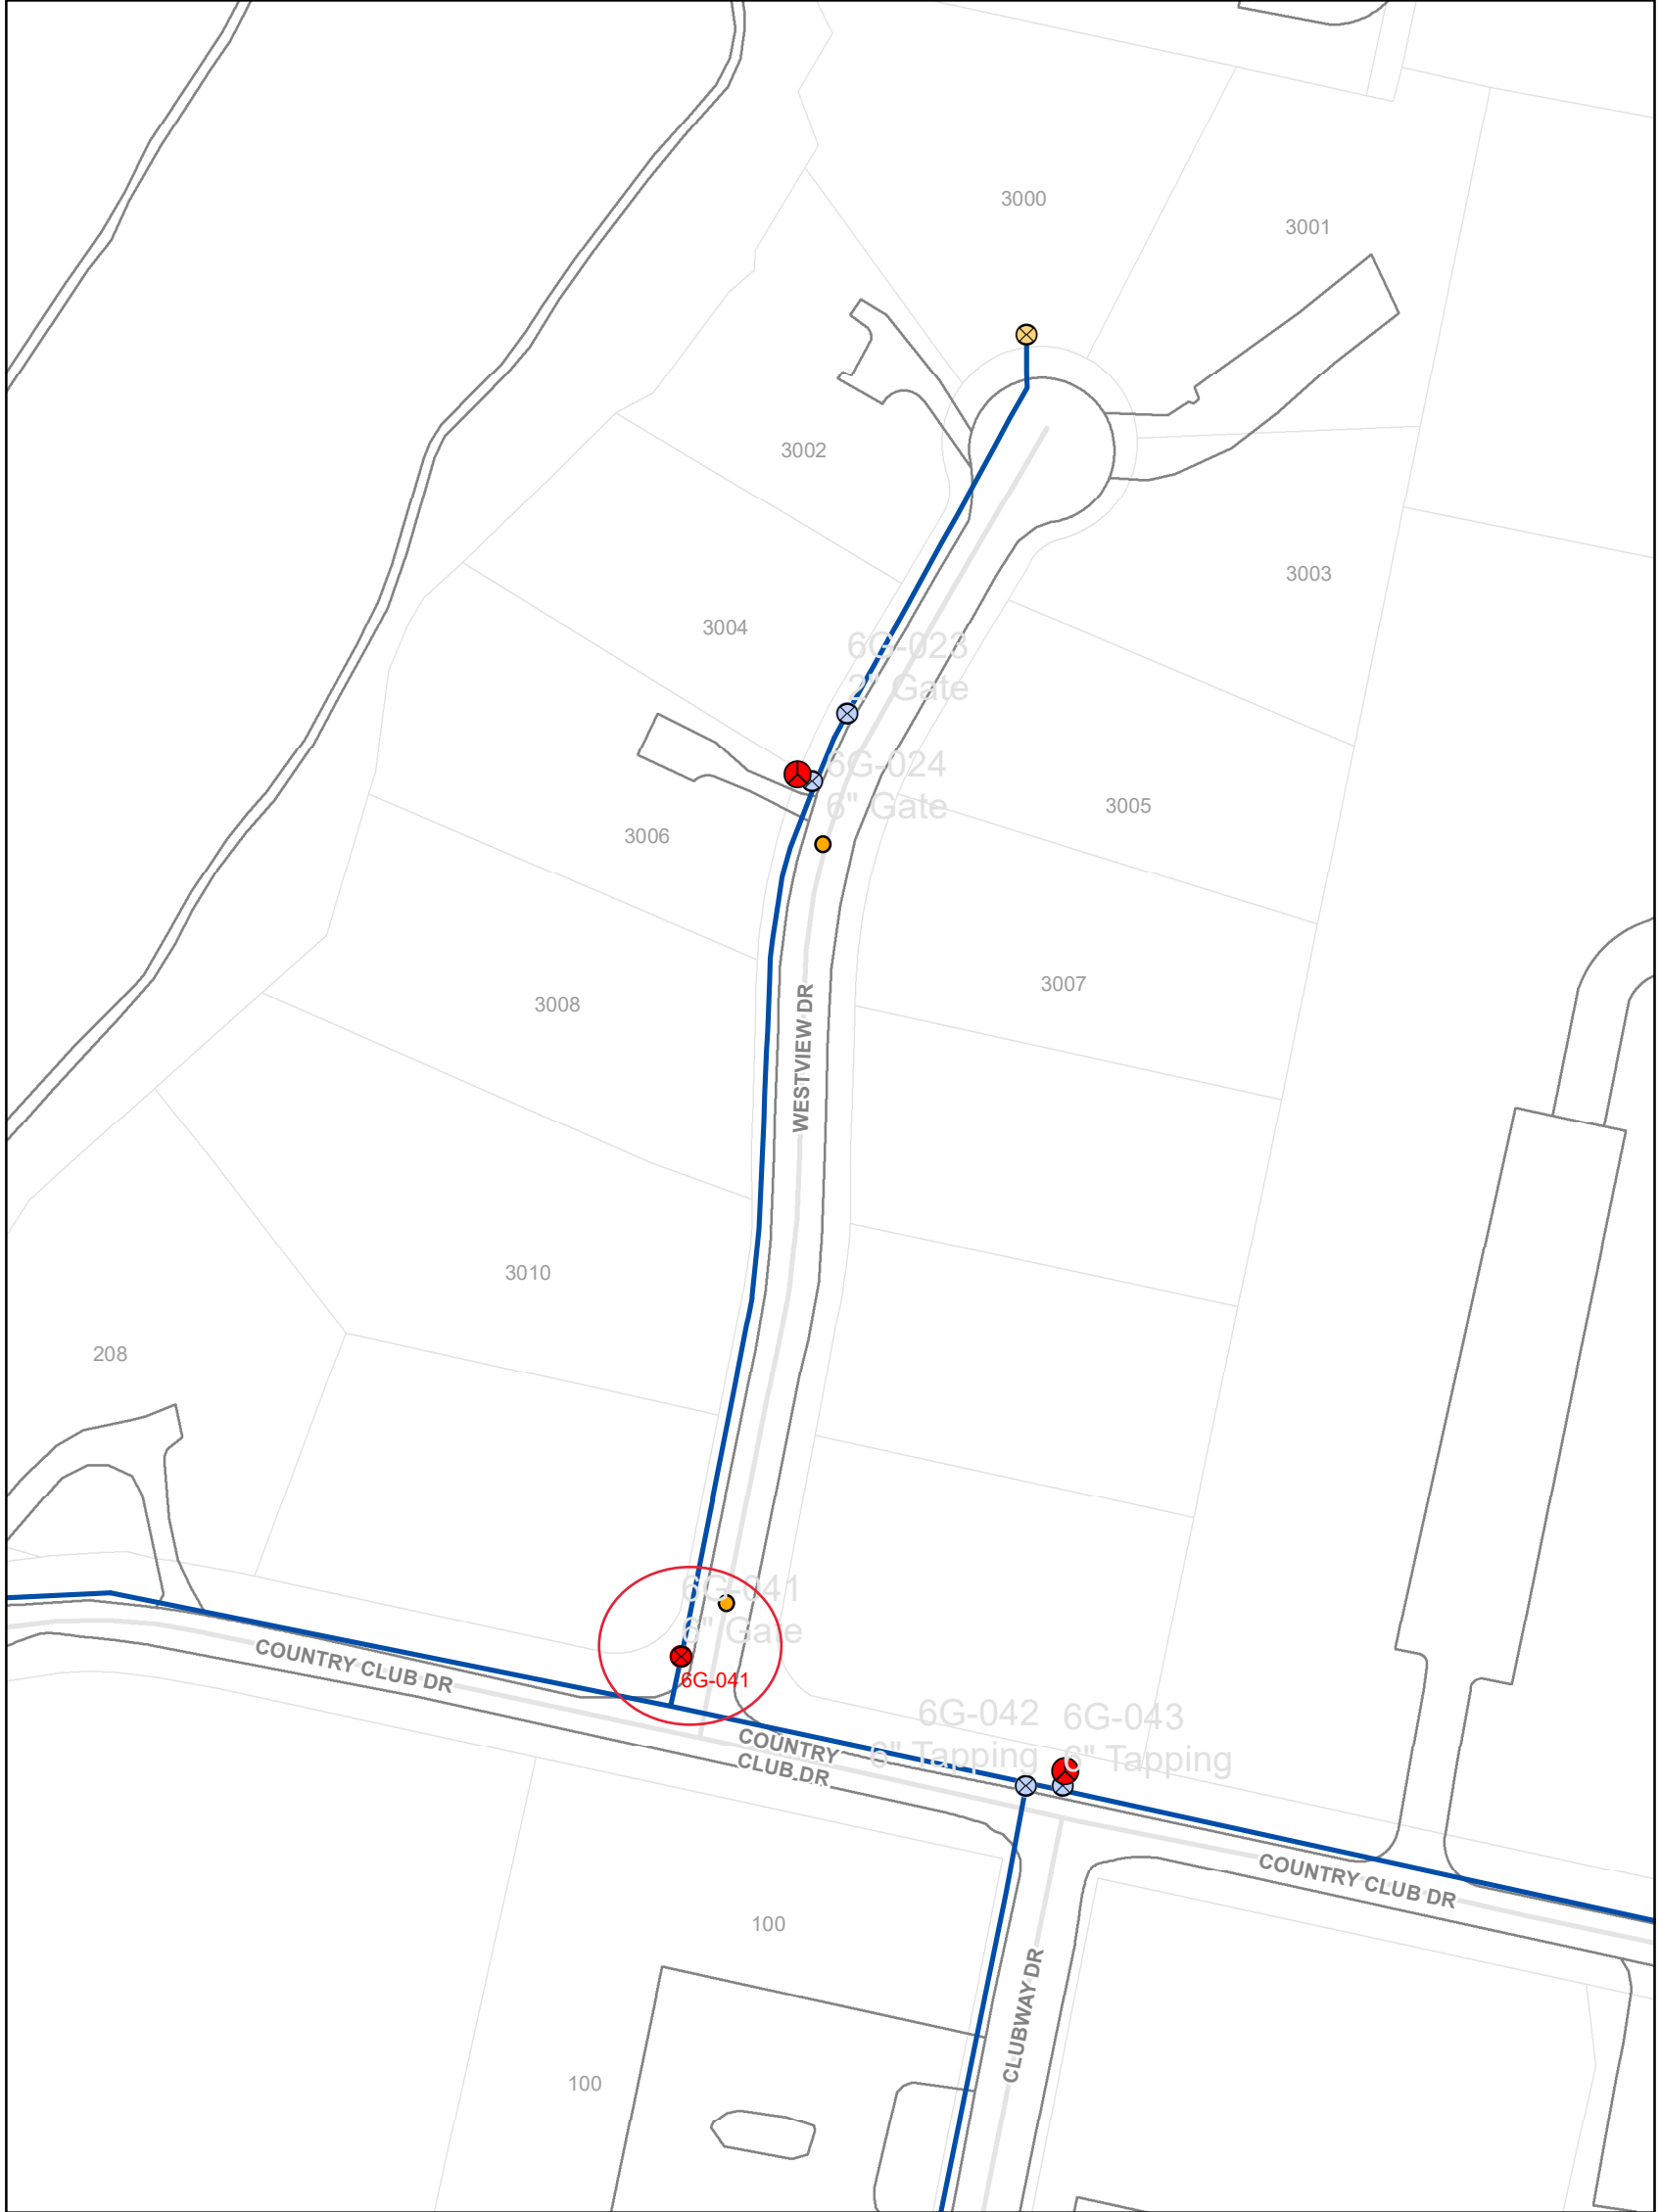 3000
3001
3002
3003
3004
6G-023
2" Gate
6G-024
6" Gate
3005
3006
3007
3008
WESTVIEW DR
3010
208
6G-041
6" Gate
6G-041
COUNTRY CLUB DR
6G-042
6" Tapping
6G-043
6" Tapping
COUNTRY
CLUB DR
COUNTRY CLUB DR
100
CLUBWAY DR
100